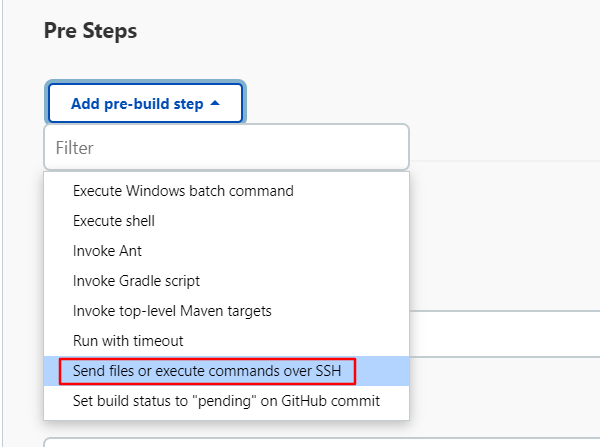 Pre Steps
Add pre-build step
Filter
Execute Windows batch command
Execute shell
Invoke Ant
Invoke Gradle script
Invoke top-level Maven targets
Run with timeout
Send files or execute commands over SSH
Set build status to "pending" on GitHub commit